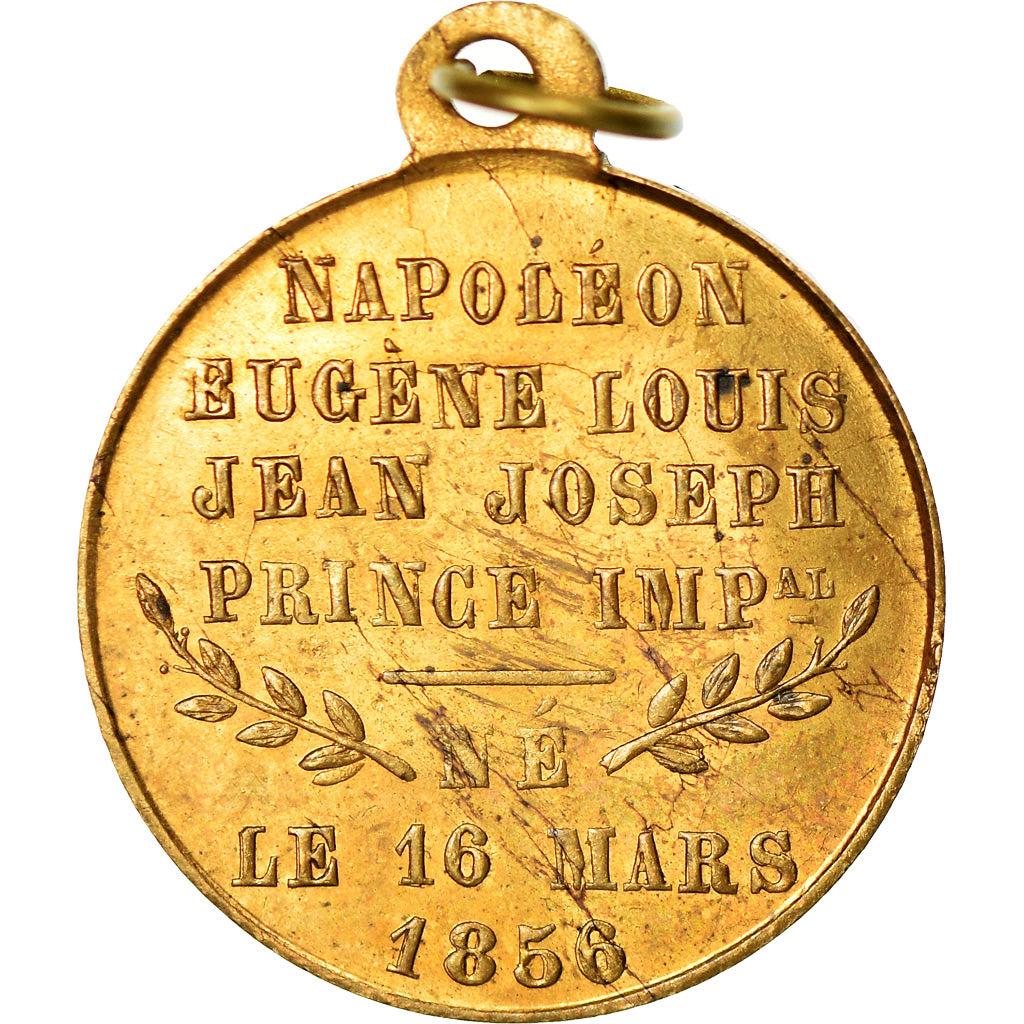 NAPOLÉON
EUGÈNE LOUIS
JEAN JOSEPH
PRINCE IMPAL
NÉ
LE 16 MARS
1856